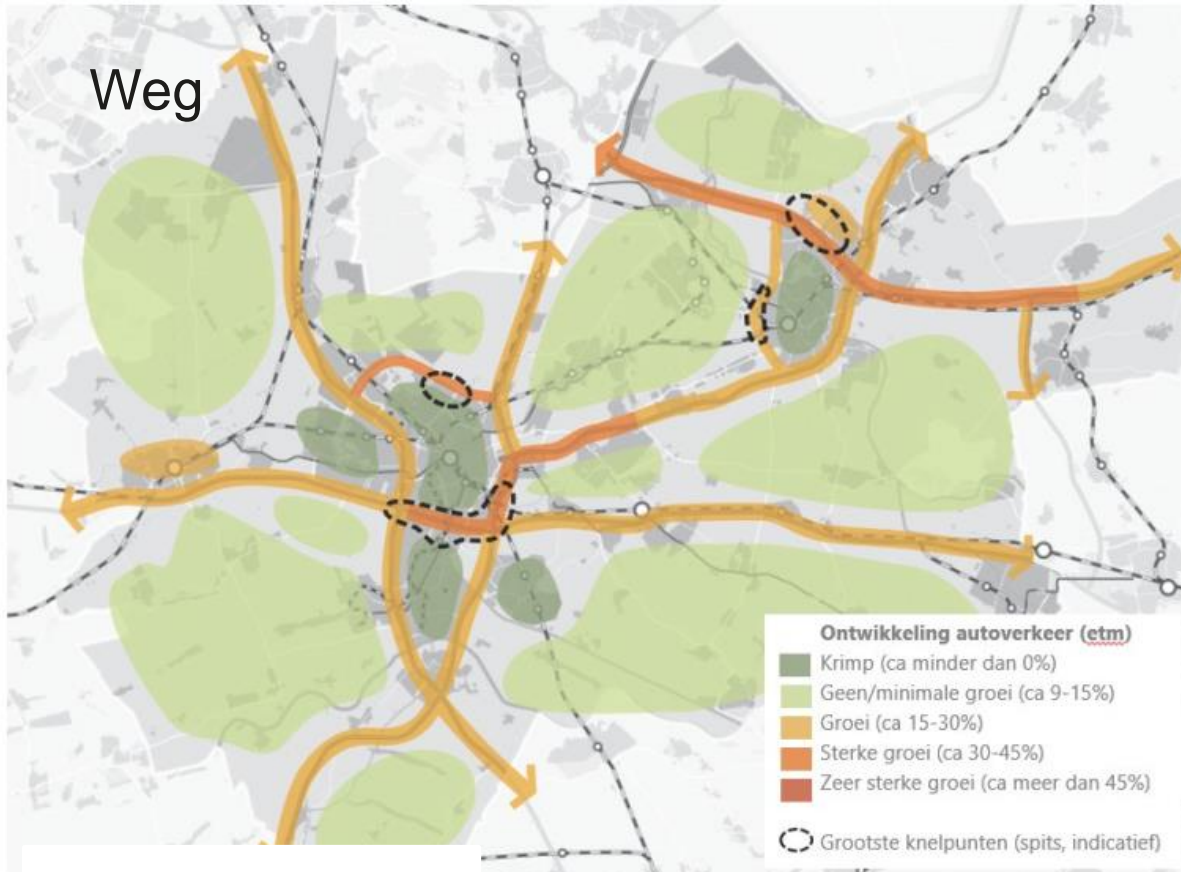 Weg
Ontwikkeling autoverkeer (etm)
Krimp (ca minder dan 0%)
Geen/minimale groei (ca 9-15%)
Groei (ca 15-30%)
Sterke groei (ca 30-45%)
Zeer sterke groei (ca meer dan 45%)
Grootste knelpunten (spits, indicatief)